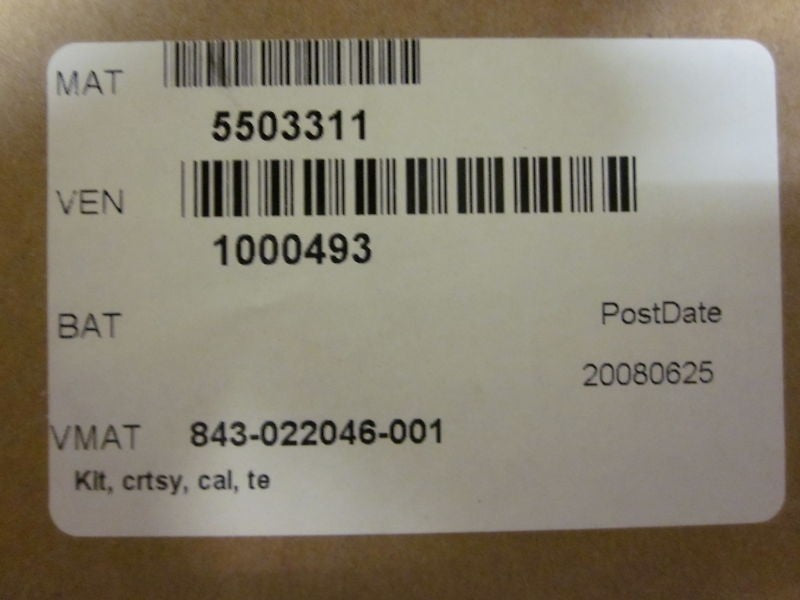 MAT
5503311
VEN
1000493
BAT
PostDate
20080625
VMAT 843-022046-001
Kit, crtsy, cal, te